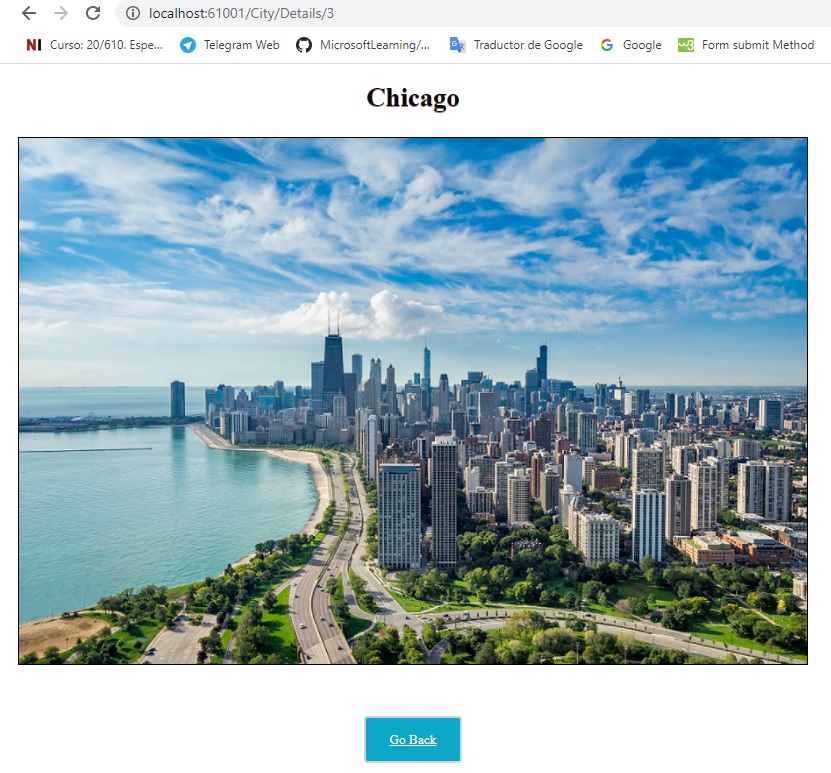 localhost:61001/City/Details/3
NI Curso: 20/610. Espe... Telegram Web MicrosoftLearning/... Traductor de Google Google Form submit Method
Chicago
Go Back